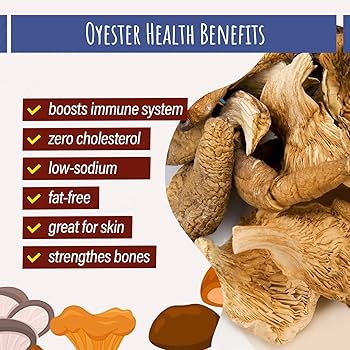 Oyester Health Benefits
boosts immune system
zero cholesterol
low-sodium
fat-free
great for skin
strengthes bones